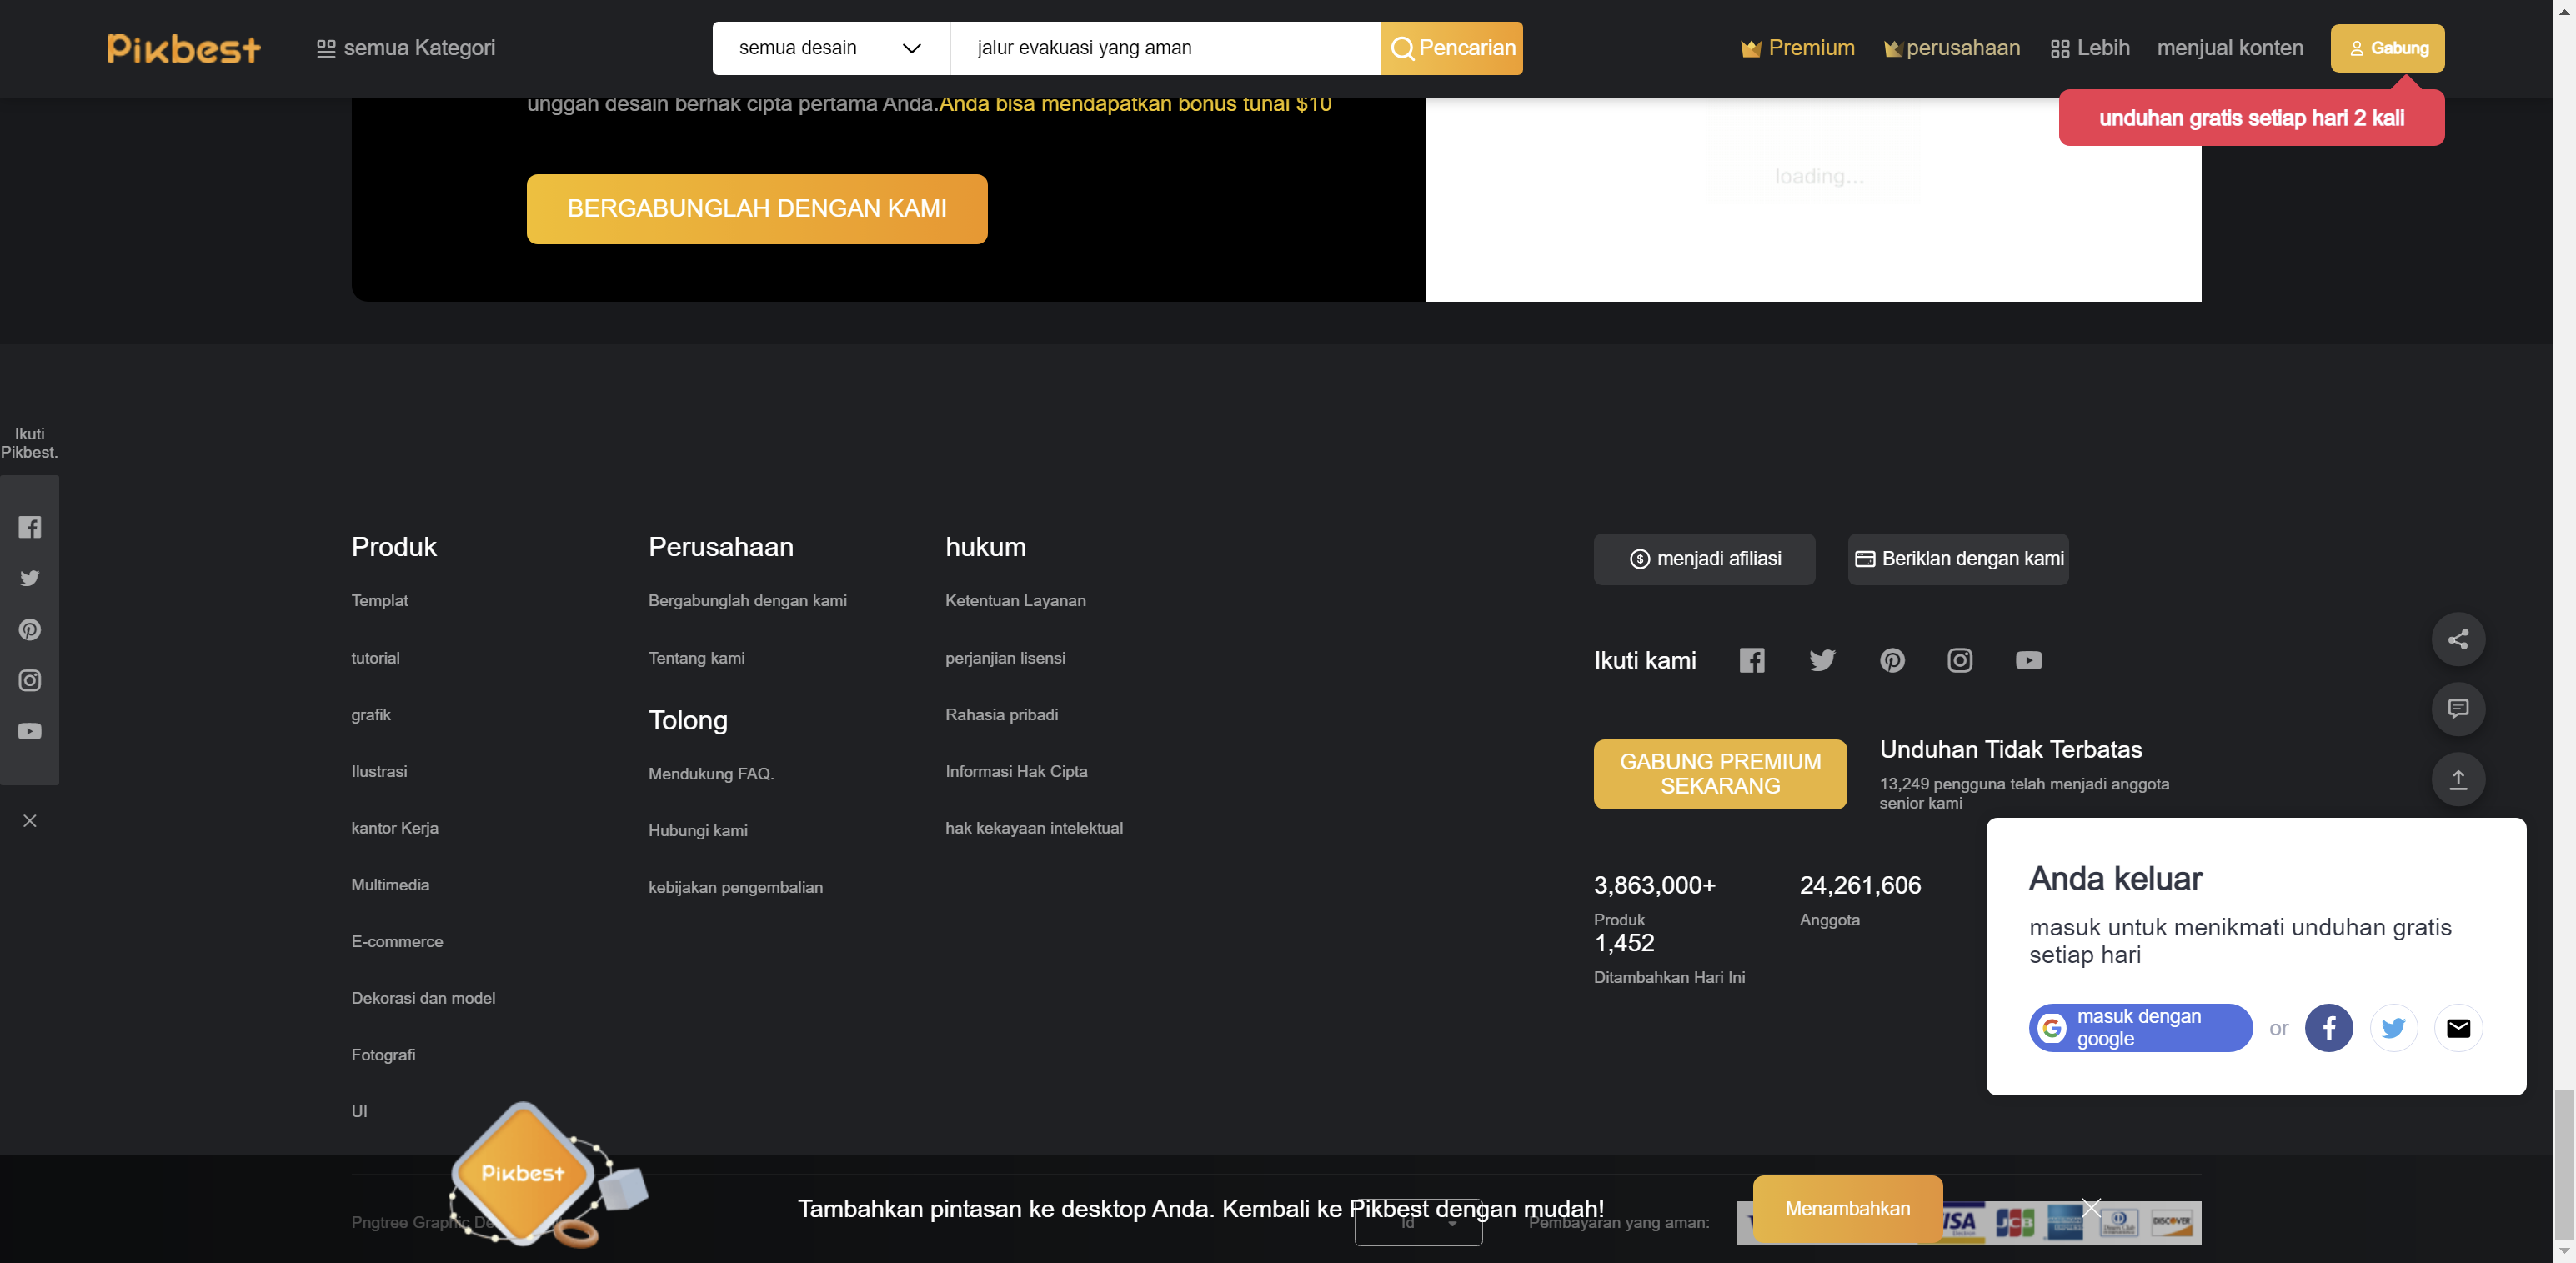 Pikbest
semua Kategori
semua desain
jalur evakuasi yang aman
Pencarian
Premium
perusahaan
Lebih
menjual konten
Gabung
unduhan gratis setiap hari 2 kali
unggah desain berhak cipta pertama Anda.Anda bisa mendapatkan bonus tunai $10
loading...
BERGABUNGLAH DENGAN KAMI
Ikuti
Pikbest.
Produk
Templat
tutorial
grafik
Ilustrasi
kantor Kerja
Multimedia
E-commerce
Dekorasi dan model
Fotografi
UI
Perusahaan
Bergabunglah dengan kami
Tentang kami
Tolong
Mendukung FAQ.
Hubungi kami
kebijakan pengembalian
hukum
Ketentuan Layanan
perjanjian lisensi
Rahasia pribadi
Informasi Hak Cipta
hak kekayaan intelektual
menjadi afiliasi
Beriklan dengan kami
Ikuti kami
GABUNG PREMIUM
SEKARANG
Unduhan Tidak Terbatas
13,249 pengguna telah menjadi anggota
senior kami
3,863,000+
Produk
24,261,606
Anggota
1,452
Ditambahkan Hari Ini
Anda keluar
masuk untuk menikmati unduhan gratis
setiap hari
masuk dengan
google
or
Pikbest
Tambahkan pintasan ke desktop Anda. Kembali ke Pikbest dengan mudah!
Menambahkan
Pngtree Graphic
Id
Pembayaran yang aman:
JCB
DISCOVER